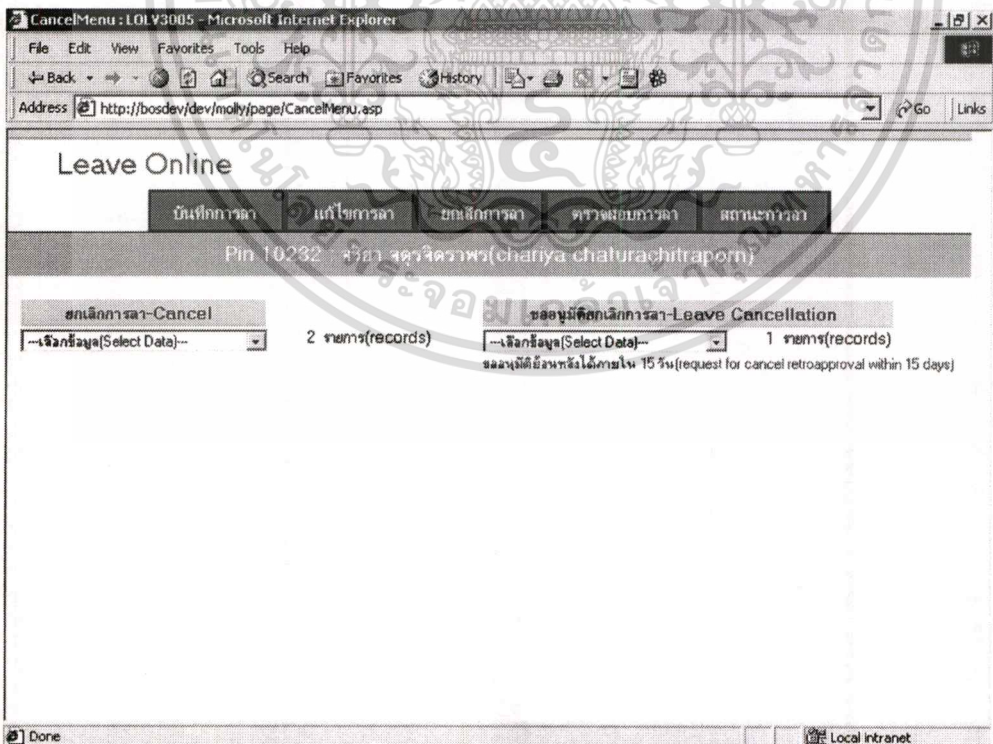 CancelMenu : LOLV3005 - Microsoft Internet Explorer
File Edit View Favorites Tools Help
Back Search Favorites History
Address http://bosdev/dev/molly/page/CancelMenu.asp Go Links
Leave Online
บันทึกการลา แก้ไขการลา ยกเลิกการลา ตรวจสอบการลา สถานะการลา
Pin 10232 : จริยา จตุรจิตราพร(chariya chaturachitraporn)
ยกเลิกการลา-Cancel ขออนุมัติยกเลิกการลา-Leave Cancellation
---เลือกข้อมูล(Select Data)--- 2 รายการ(records) ---เลือกข้อมูล(Select Data)--- 1 รายการ(records)
ขออนุมัติย้อนหลังได้ภายใน 15 วัน(request for cancel retroapproval within 15 days)
Done Local intranet